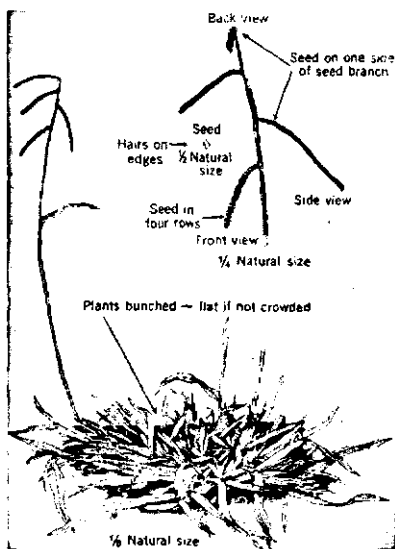 Back view
Seed on one side
of seed branch
Hairs on
edges
Seed
½ Natural
size
Side view
Seed in
four rows
Front view
¼ Natural size
Plants bunched — flat if not crowded
⅛ Natural size